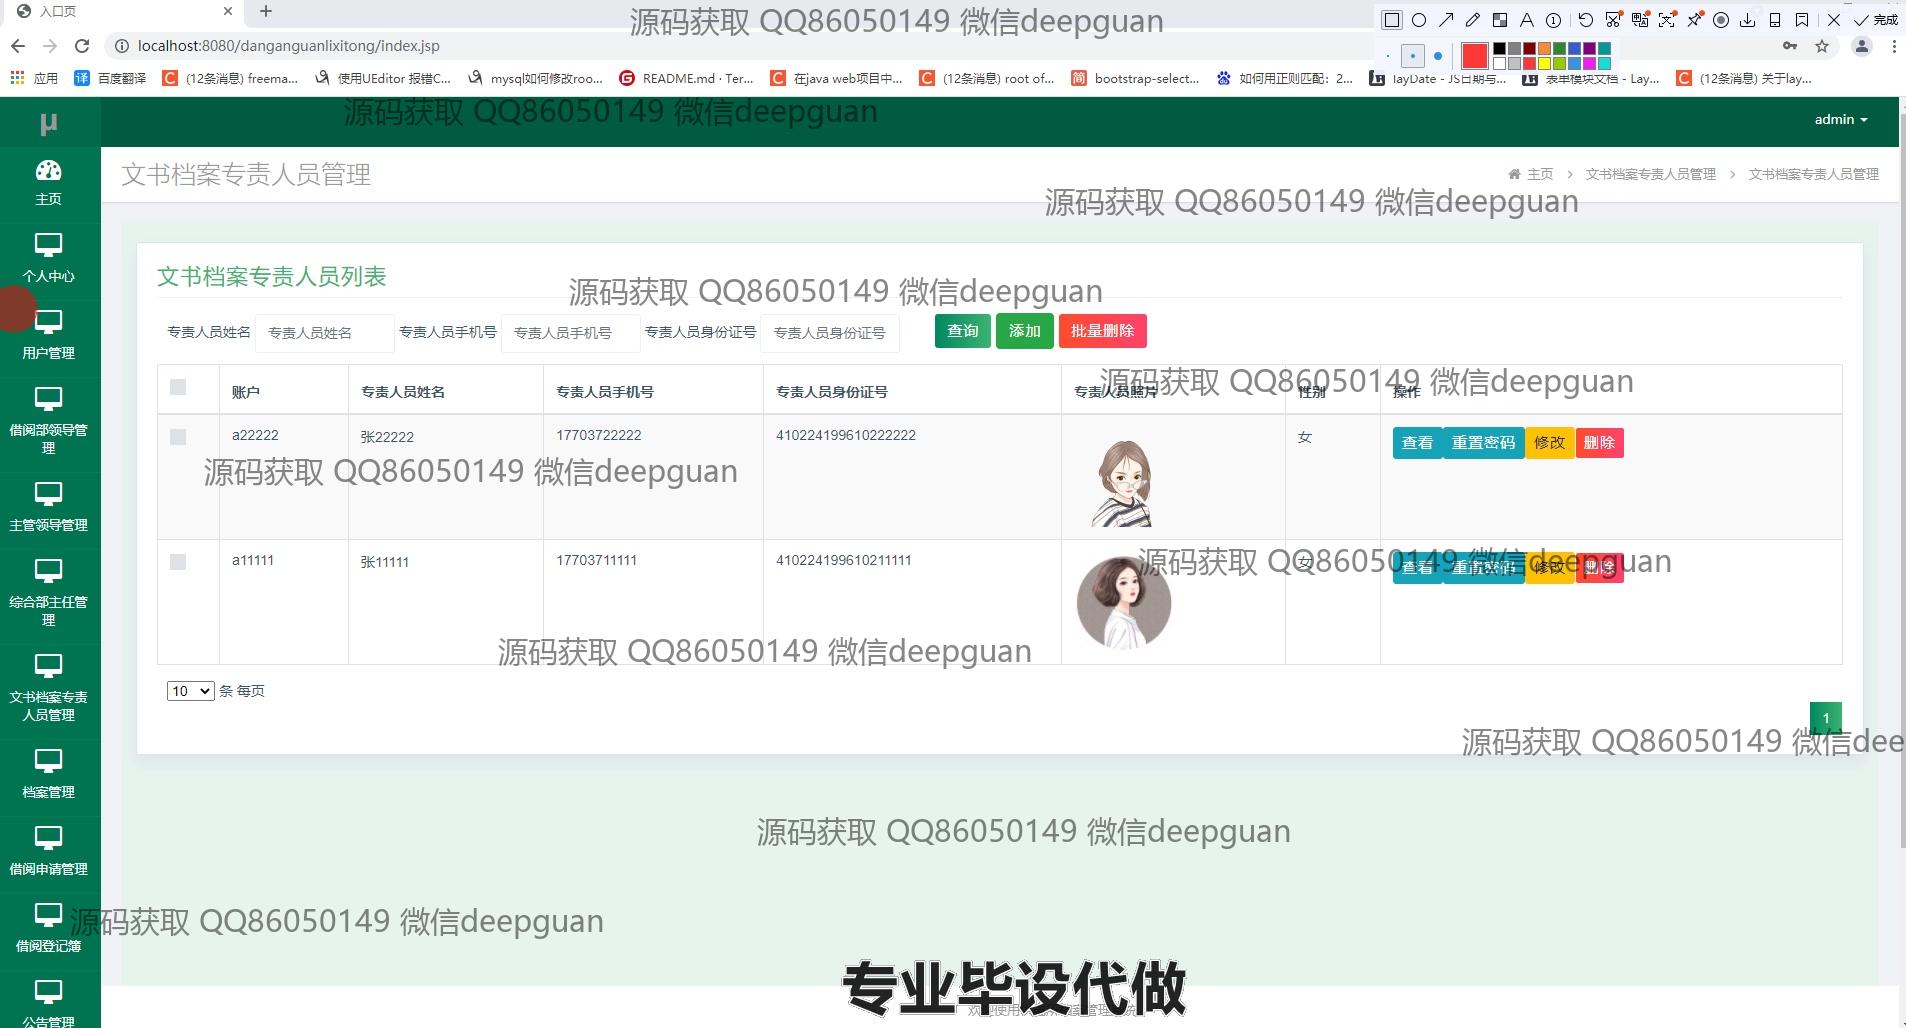 入口页
源码获取 QQ86050149 微信deepguan
完成
localhost:8080/danganguanlixitong/index.jsp
应用 百度翻译 (12条消息) freema... 使用UEditor 报错C... mysql如何修改roo... README.md · Ter... 在java web项目中... (12条消息) root of... bootstrap-select... 如何用正则匹配：2... layDate - JS日期与... 表单模块文档 - Lay... (12条消息) 关于lay...
μ
源码获取 QQ86050149 微信deepguan
admin
文书档案专责人员管理
主页 > 文书档案专责人员管理 > 文书档案专责人员管理
源码获取 QQ86050149 微信deepguan
主页
个人中心
用户管理
借阅部领导管
理
主管领导管理
综合部主任管
理
文书档案专责
人员管理
档案管理
借阅申请管理
借阅登记簿
公告管理
文书档案专责人员列表
源码获取 QQ86050149 微信deepguan
专责人员姓名 专责人员姓名 专责人员手机号 专责人员手机号 专责人员身份证号 专责人员身份证号 查询 添加 批量删除
账户 专责人员姓名 专责人员手机号 专责人员身份证号 专责人员照片 性别 操作
源码获取 QQ86050149 微信deepguan
a22222 张22222 17703722222 410224199610222222 女 查看 重置密码 修改 删除
源码获取 QQ86050149 微信deepguan
a11111 张11111 17703711111 410224199610211111 女 查看 重置密码 修改 删除
源码获取 QQ86050149 微信deepguan
源码获取 QQ86050149 微信deepguan
10 条 每页
1
源码获取 QQ86050149 微信dee
源码获取 QQ86050149 微信deepguan
源码获取 QQ86050149 微信deepguan
专业毕设代做